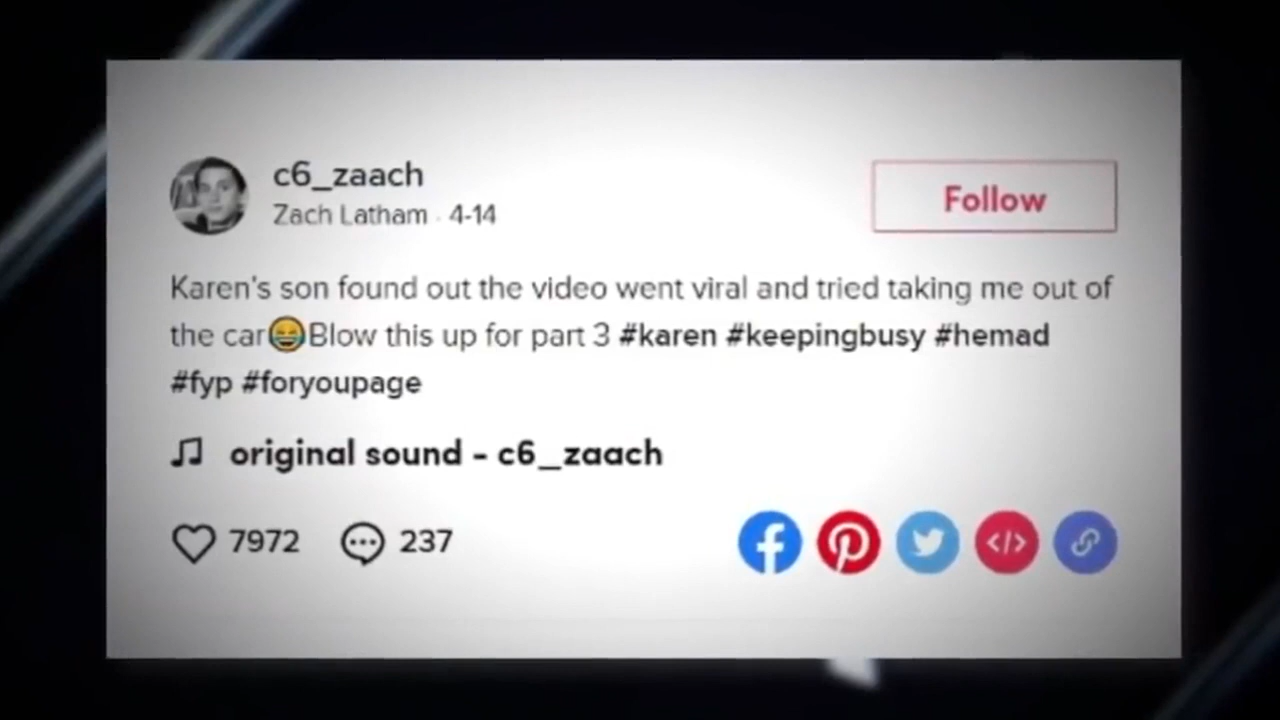 c6_zaach
Zach Latham · 4-14
Follow
Karen's son found out the video went viral and tried taking me out of
the car😂Blow this up for part 3 #karen #keepingbusy #hemad
#fyp #foryoupage
original sound - c6_zaach
7972 237